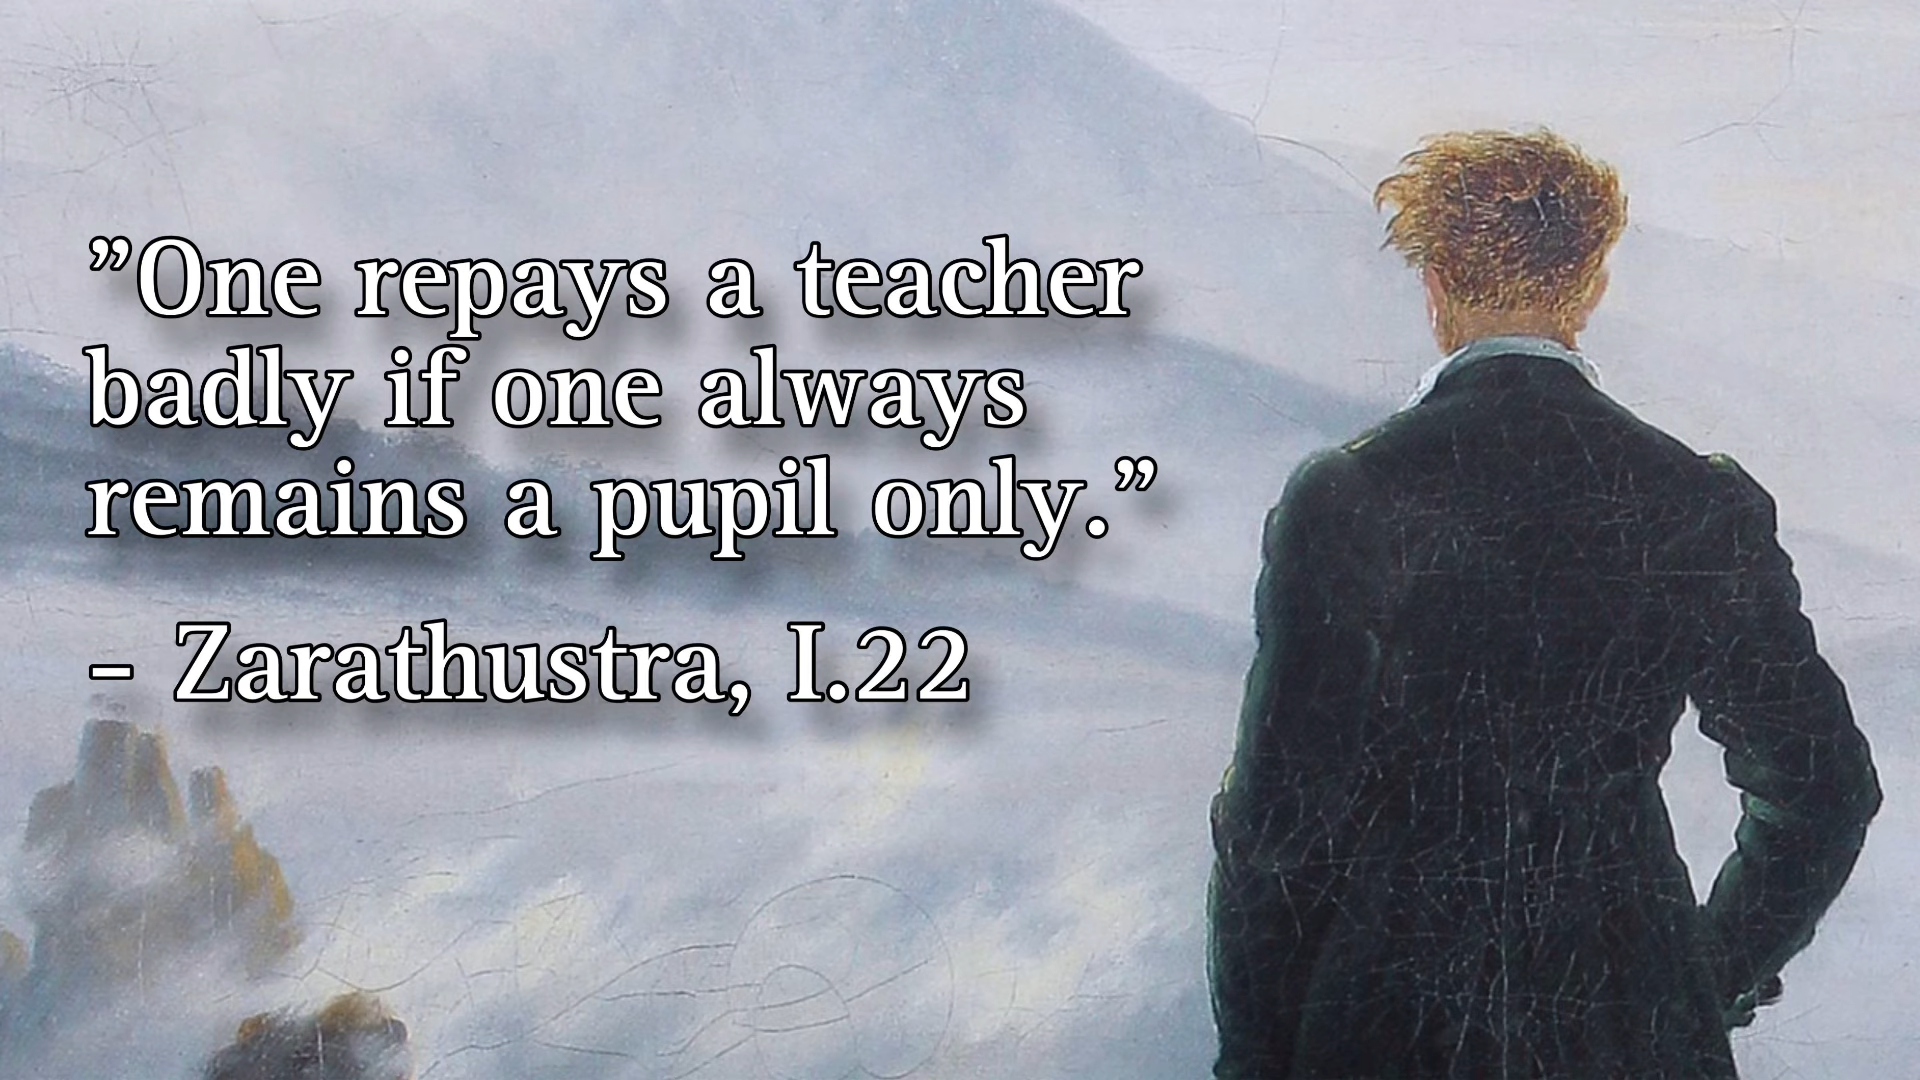 ”One repays a teacher
badly if one always
remains a pupil only.”
– Zarathustra, I.22